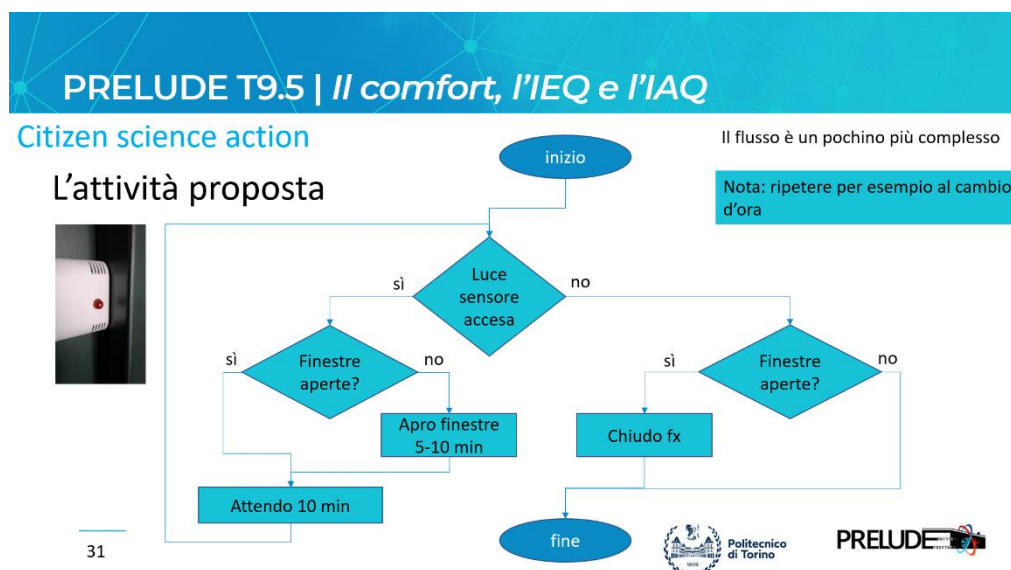 PRELUDE T9.5 | Il comfort, l'IEQ e l'IAQ
Citizen science action
L'attività proposta
Il flusso è un pochino più complesso
Nota: ripetere per esempio al cambio
d'ora
inizio
Luce
sensore
accesa
sì
no
Finestre
aperte?
sì
no
Apro finestre
5-10 min
Attendo 10 min
Finestre
aperte?
sì
no
Chiudo fx
fine
31
Politecnico
di Torino
PRELUDE